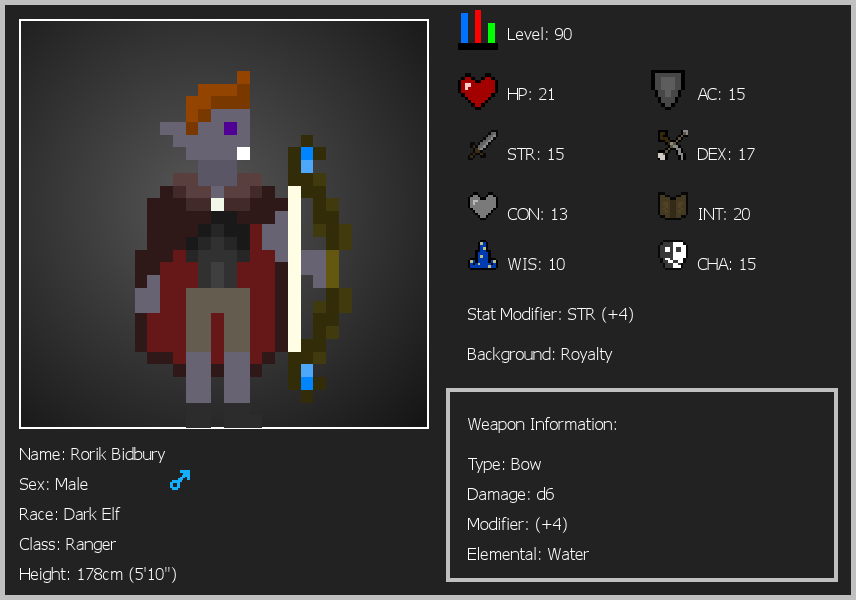 Level: 90
HP: 21
AC: 15
STR: 15
DEX: 17
CON: 13
INT: 20
WIS: 10
CHA: 15
Stat Modifier: STR (+4)
Background: Royalty
Weapon Information:
Type: Bow
Damage: d6
Modifier: (+4)
Elemental: Water
Name: Rorik Bidbury
Sex: Male
Race: Dark Elf
Class: Ranger
Height: 178cm (5'10")